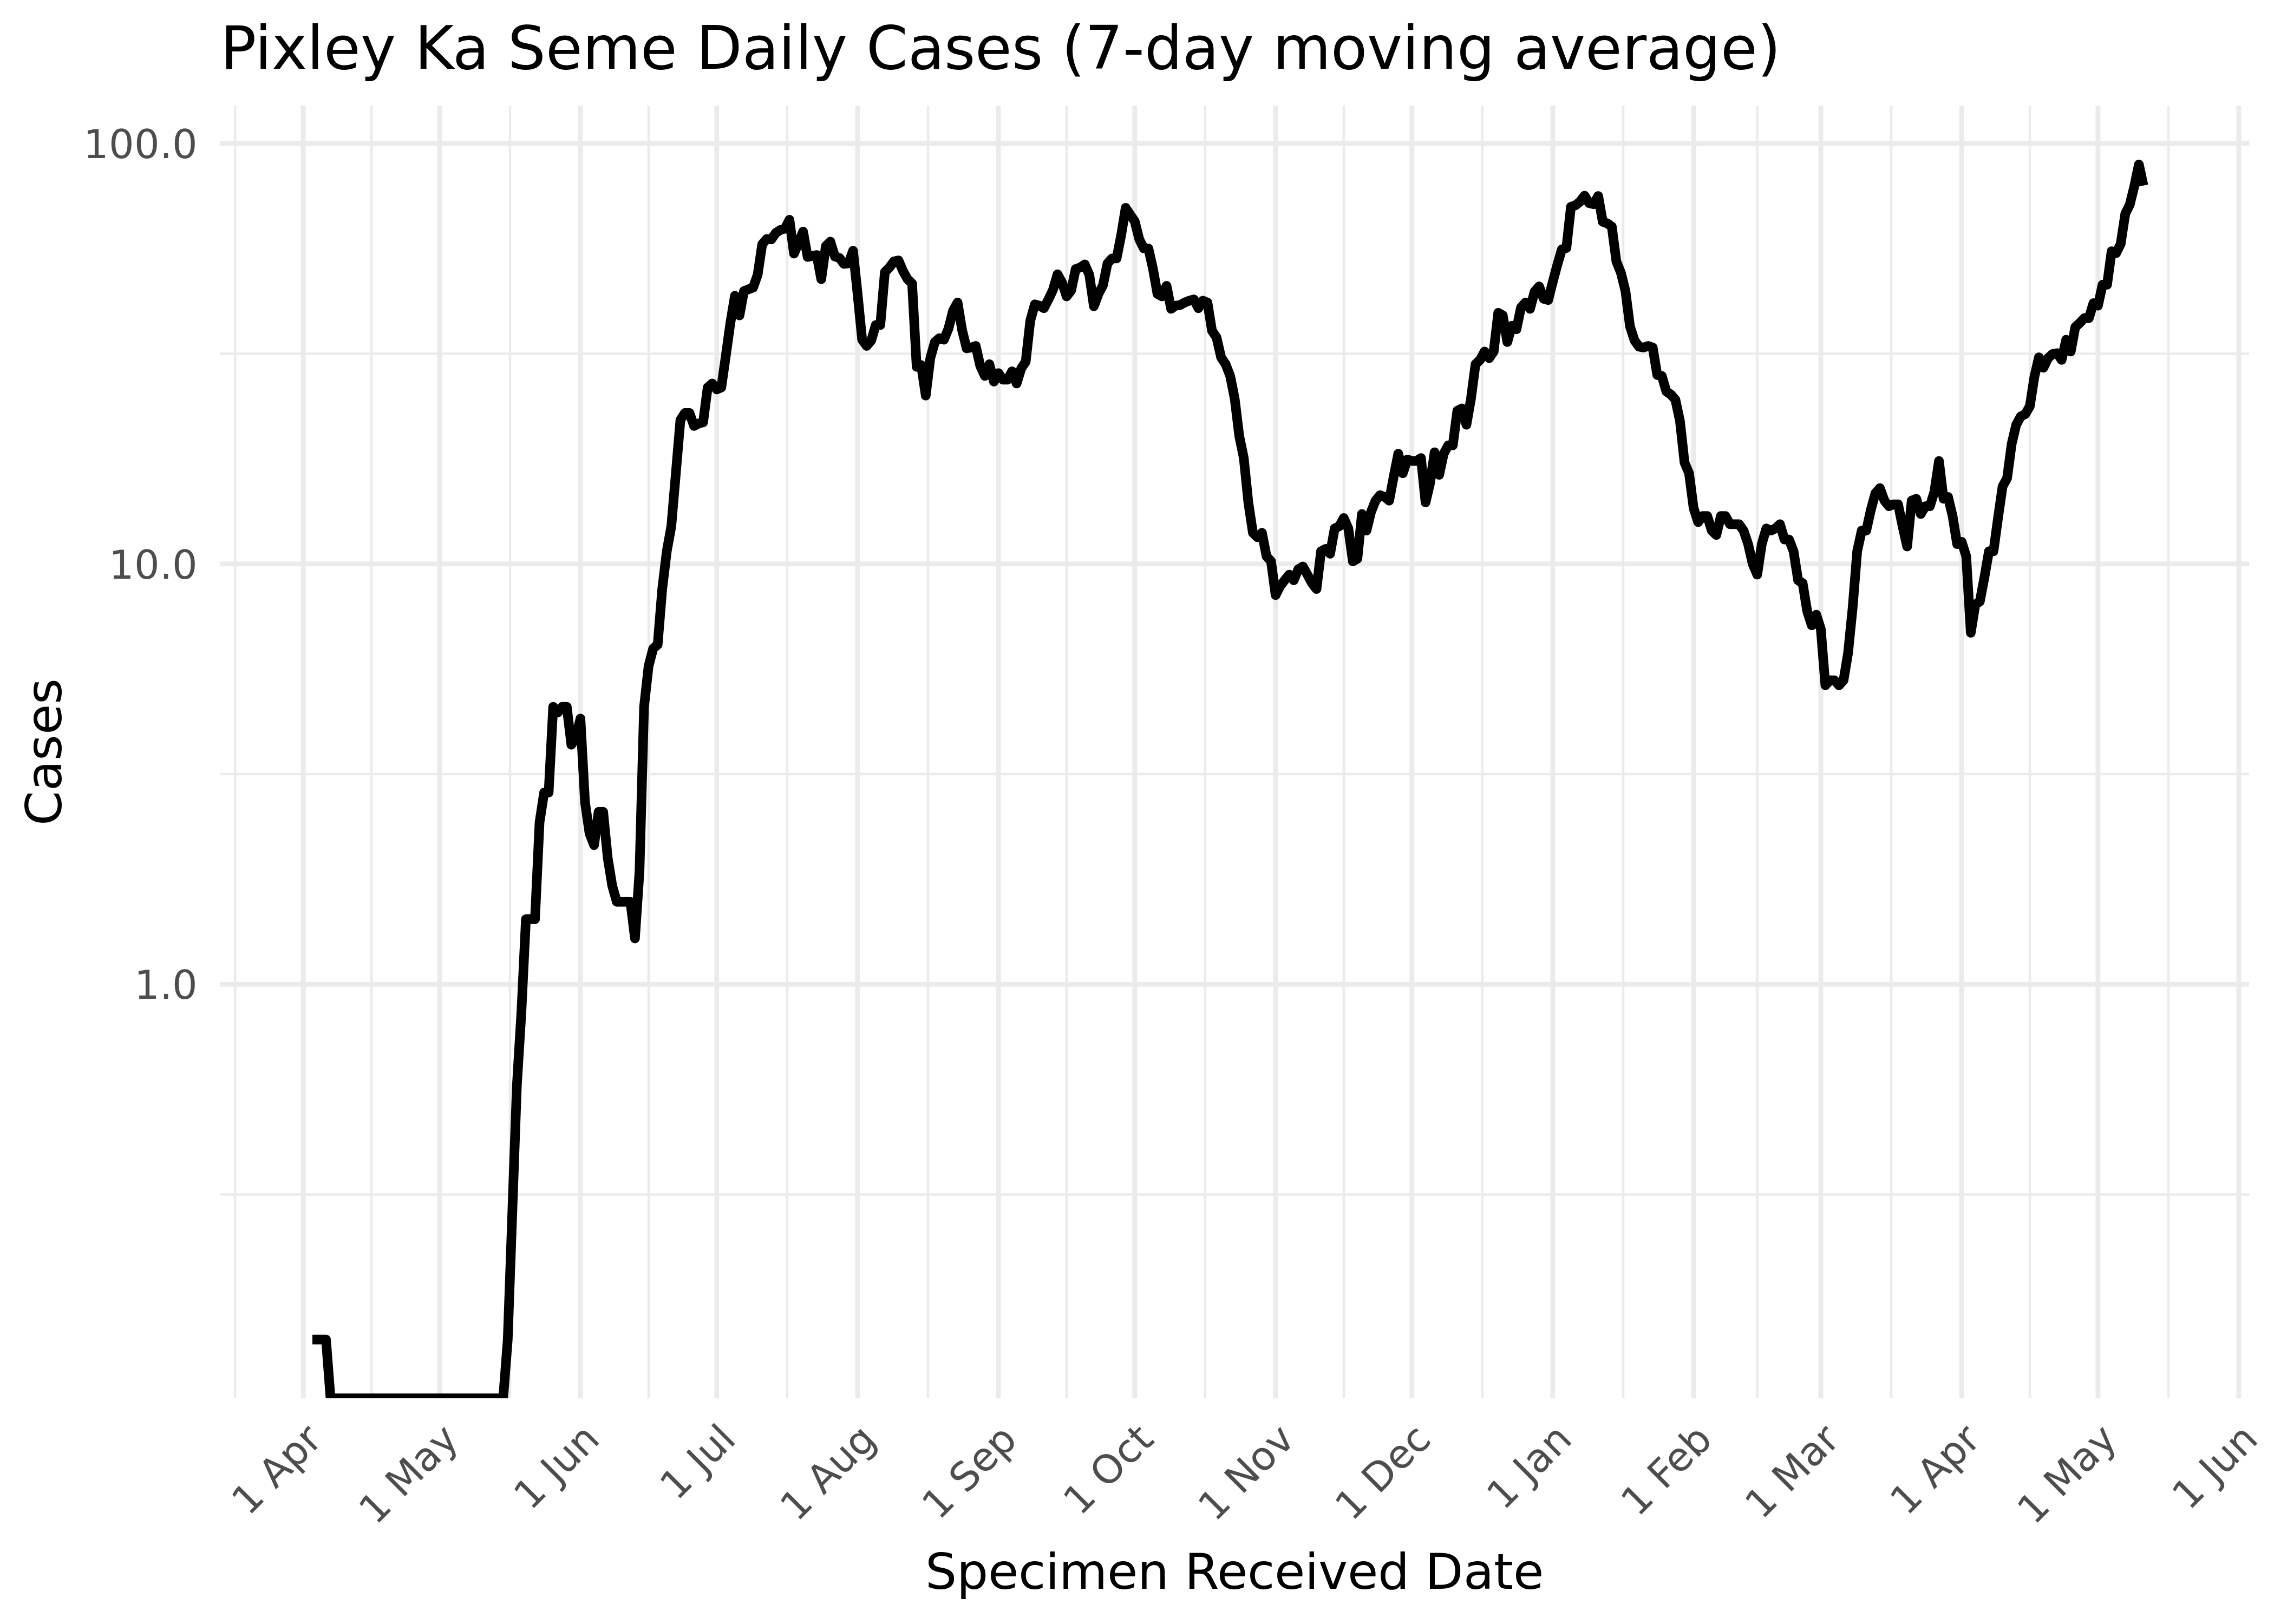 Pixley Ka Seme Daily Cases (7-day moving average)
100.0
10.0
1.0
Cases
1 Apr
1 May
1 Jun
1 Jul
1 Aug
1 Sep
1 Oct
1 Nov
1 Dec
1 Jan
1 Feb
1 Mar
1 Apr
1 May
1 Jun
Specimen Received Date